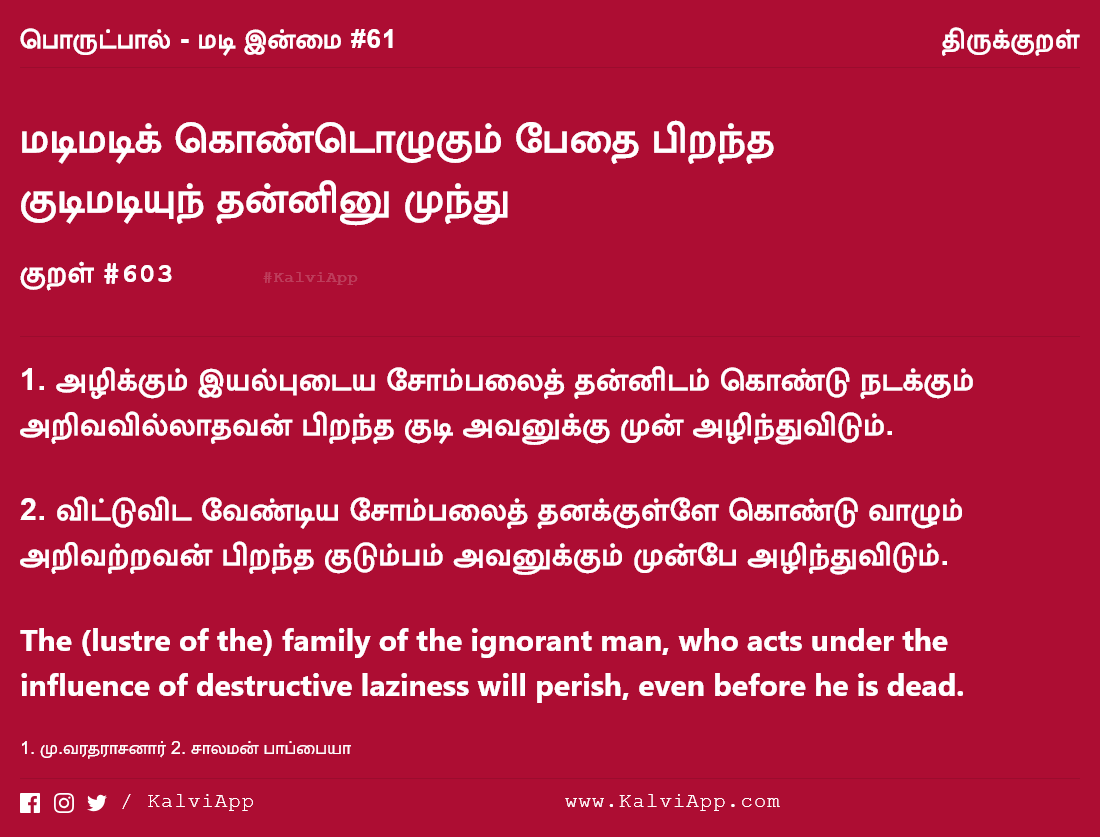 பொருட்பால் - மடி இன்மை #61 திருக்குறள்
மடிமடிக் கொண்டொழுகும் பேதை பிறந்த
குடிமடியுந் தன்னினு முந்து
குறள் #603 #KalviApp
1. அழிக்கும் இயல்புடைய சோம்பலைத் தன்னிடம் கொண்டு நடக்கும்
அறிவவில்லாதவன் பிறந்த குடி அவனுக்கு முன் அழிந்துவிடும்.
2. விட்டுவிட வேண்டிய சோம்பலைத் தனக்குள்ளே கொண்டு வாழும்
அறிவற்றவன் பிறந்த குடும்பம் அவனுக்கும் முன்பே அழிந்துவிடும்.
The (lustre of the) family of the ignorant man, who acts under the
influence of destructive laziness will perish, even before he is dead.
1. மு.வரதராசனார் 2. சாலமன் பாப்பையா
/ KalviApp www.KalviApp.com